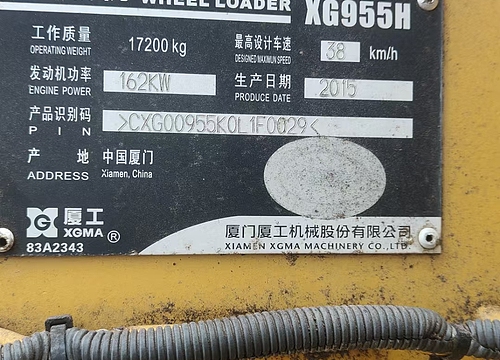 WHEEL LOADER XG955H
工作质量 17200 kg 最高设计车速 38 km/h
OPERATING WEIGHT DESIGNED MAXIMUN SPEED
发动机功率 162KW 生产日期 2015
ENGINE POWER PRODUCE DATE
产品识别码 >CXG00955K0L1F0029<
P I N
产 地 中国厦门
ADDRESS Xiamen, China
厦工
XGMA ®
83A2343
厦门厦工机械股份有限公司
XIAMEN XGMA MACHINERY CO.,LTD